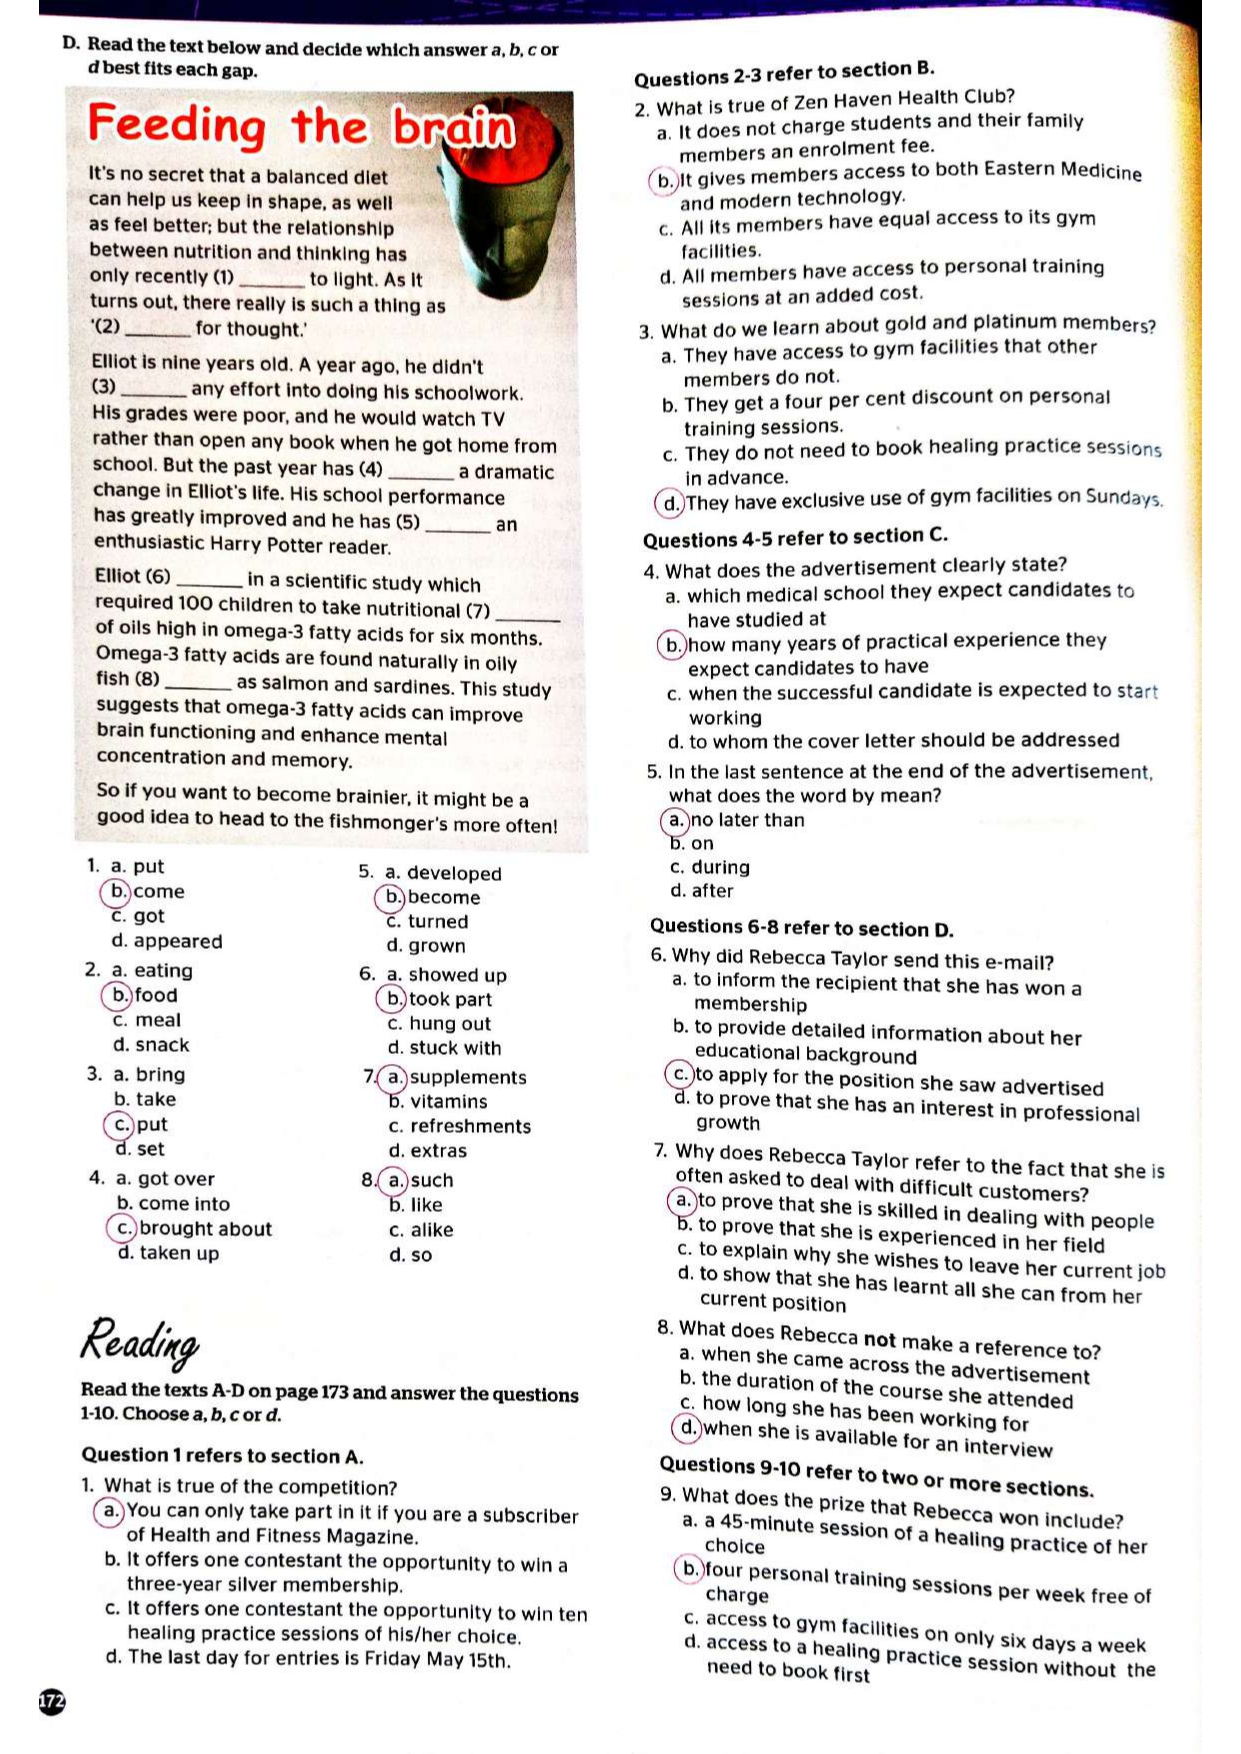 D. Read the text below and decide which answer a, b, c or
d best fits each gap.
Feeding the brain
It's no secret that a balanced diet
can help us keep in shape, as well
as feel better; but the relationship
between nutrition and thinking has
only recently (1) ______ to light. As it
turns out, there really is such a thing as
'(2) ______ for thought.'
Elliot is nine years old. A year ago, he didn't
(3) ______ any effort into doing his schoolwork.
His grades were poor, and he would watch TV
rather than open any book when he got home from
school. But the past year has (4) ______ a dramatic
change in Elliot's life. His school performance
has greatly improved and he has (5) ______ an
enthusiastic Harry Potter reader.
Elliot (6) ______ in a scientific study which
required 100 children to take nutritional (7) ______
of oils high in omega-3 fatty acids for six months.
Omega-3 fatty acids are found naturally in oily
fish (8) ______ as salmon and sardines. This study
suggests that omega-3 fatty acids can improve
brain functioning and enhance mental
concentration and memory.
So if you want to become brainier, it might be a
good idea to head to the fishmonger's more often!
1. a. put
b. come
c. got
d. appeared
2. a. eating
b. food
c. meal
d. snack
3. a. bring
b. take
c. put
d. set
4. a. got over
b. come into
c. brought about
d. taken up
5. a. developed
b. become
c. turned
d. grown
6. a. showed up
b. took part
c. hung out
d. stuck with
7. a. supplements
b. vitamins
c. refreshments
d. extras
8. a. such
b. like
c. alike
d. so
Reading
Read the texts A-D on page 173 and answer the questions
1-10. Choose a, b, c or d.
Question 1 refers to section A.
1. What is true of the competition?
a. You can only take part in it if you are a subscriber
of Health and Fitness Magazine.
b. It offers one contestant the opportunity to win a
three-year silver membership.
c. It offers one contestant the opportunity to win ten
healing practice sessions of his/her choice.
d. The last day for entries is Friday May 15th.
172
Questions 2-3 refer to section B.
2. What is true of Zen Haven Health Club?
a. It does not charge students and their family
members an enrolment fee.
b. It gives members access to both Eastern Medicine
and modern technology.
c. All its members have equal access to its gym
facilities.
d. All members have access to personal training
sessions at an added cost.
3. What do we learn about gold and platinum members?
a. They have access to gym facilities that other
members do not.
b. They get a four per cent discount on personal
training sessions.
c. They do not need to book healing practice sessions
in advance.
d. They have exclusive use of gym facilities on Sundays.
Questions 4-5 refer to section C.
4. What does the advertisement clearly state?
a. which medical school they expect candidates to
have studied at
b. how many years of practical experience they
expect candidates to have
c. when the successful candidate is expected to start
working
d. to whom the cover letter should be addressed
5. In the last sentence at the end of the advertisement,
what does the word by mean?
a. no later than
b. on
c. during
d. after
Questions 6-8 refer to section D.
6. Why did Rebecca Taylor send this e-mail?
a. to inform the recipient that she has won a
membership
b. to provide detailed information about her
educational background
c. to apply for the position she saw advertised
d. to prove that she has an interest in professional
growth
7. Why does Rebecca Taylor refer to the fact that she is
often asked to deal with difficult customers?
a. to prove that she is skilled in dealing with people
b. to prove that she is experienced in her field
c. to explain why she wishes to leave her current job
d. to show that she has learnt all she can from her
current position
8. What does Rebecca not make a reference to?
a. when she came across the advertisement
b. the duration of the course she attended
c. how long she has been working for
d. when she is available for an interview
Questions 9-10 refer to two or more sections.
9. What does the prize that Rebecca won include?
a. a 45-minute session of a healing practice of her
choice
b. four personal training sessions per week free of
charge
c. access to gym facilities on only six days a week
d. access to a healing practice session without the
need to book first